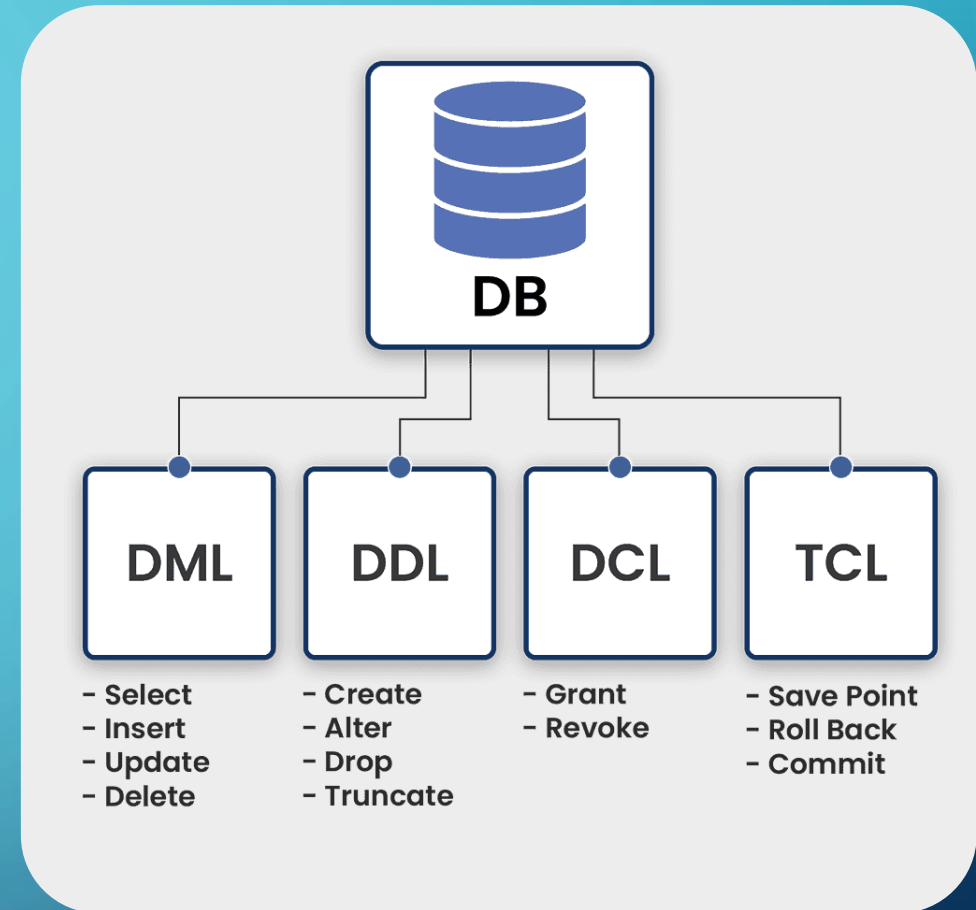 DB
DML
DDL
DCL
TCL
- Select
- Insert
- Update
- Delete
- Create
- Alter
- Drop
- Truncate
- Grant
- Revoke
- Save Point
- Roll Back
- Commit